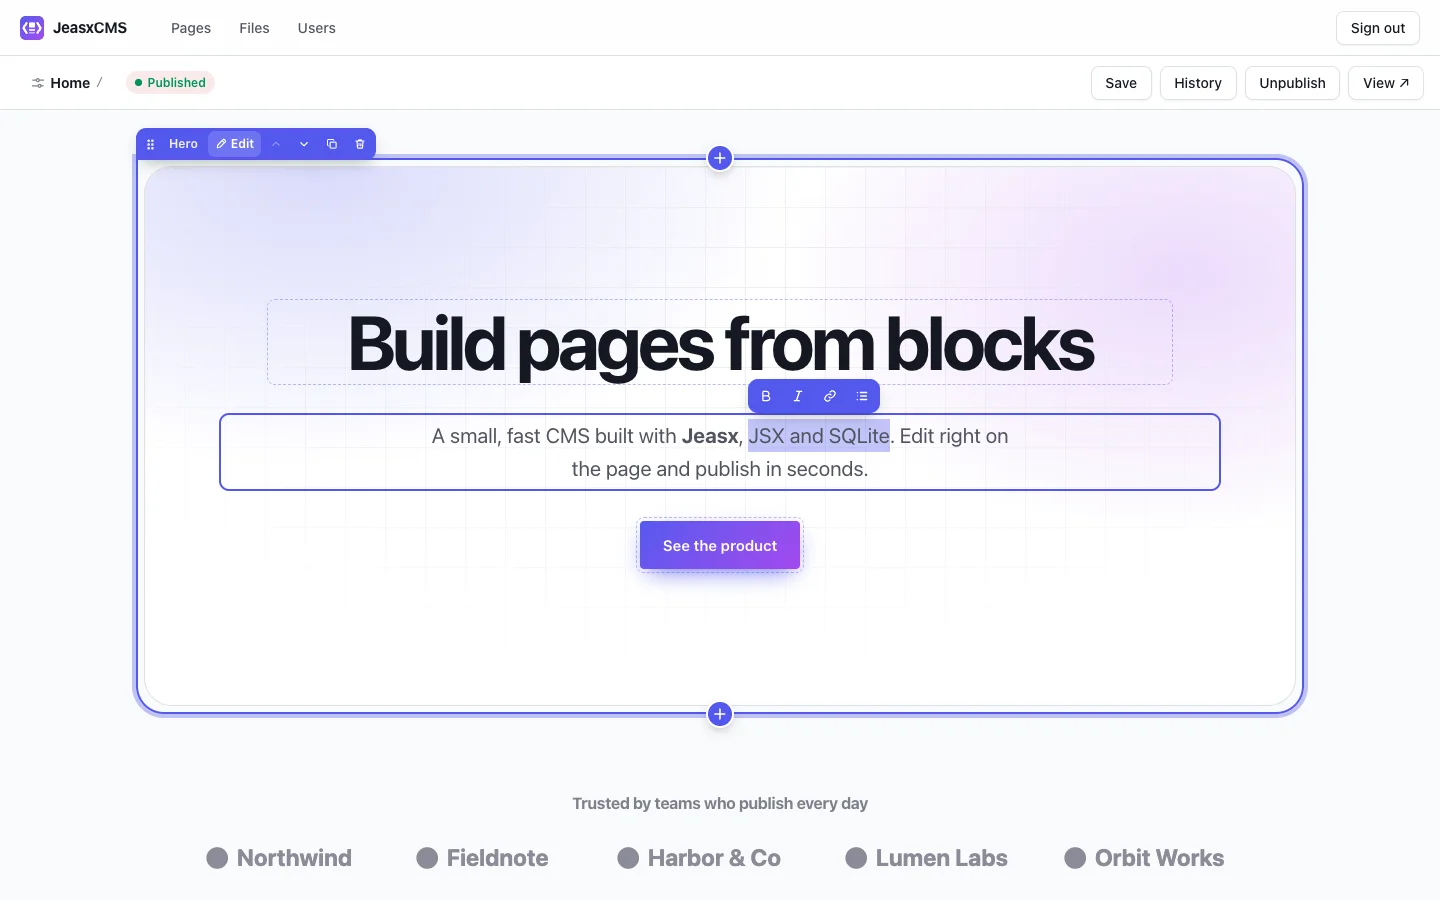 JeasxCMS
Pages
Files
Users
Sign out
Home /
Published
Save
History
Unpublish
View ↗
Hero
Edit
Build pages from blocks
B
I
A small, fast CMS built with Jeasx, JSX and SQLite. Edit right on
the page and publish in seconds.
See the product
Trusted by teams who publish every day
Northwind
Fieldnote
Harbor & Co
Lumen Labs
Orbit Works